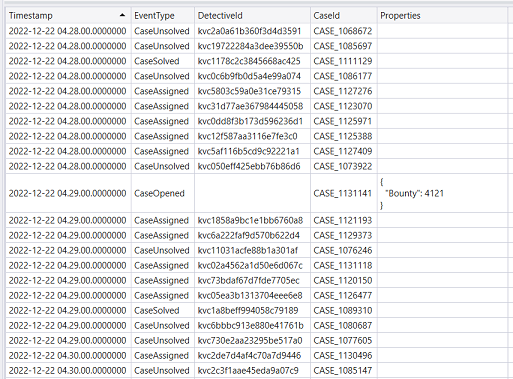 Timestamp EventType DetectiveId CaseId Properties
2022-12-22 04.28.00.0000000 CaseUnsolved kvc2a0a61b360f3d4d3591 CASE_1068672
2022-12-22 04.28.00.0000000 CaseUnsolved kvc19722284a3dee39550b CASE_1085697
2022-12-22 04.28.00.0000000 CaseSolved kvc1178c2c3845668ac425 CASE_1111129
2022-12-22 04.28.00.0000000 CaseUnsolved kvc0c6b9fb0d5a4e99a074 CASE_1086177
2022-12-22 04.28.00.0000000 CaseAssigned kvc5803c59a0e31ce79315 CASE_1127276
2022-12-22 04.28.00.0000000 CaseAssigned kvc31d77ae367984445058 CASE_1123070
2022-12-22 04.28.00.0000000 CaseAssigned kvc0dd8f3b173d596236d1 CASE_1125971
2022-12-22 04.28.00.0000000 CaseAssigned kvc12f587aa3116e7fe3c0 CASE_1125388
2022-12-22 04.28.00.0000000 CaseAssigned kvc5af116b5cd9c92221a1 CASE_1127409
2022-12-22 04.28.00.0000000 CaseUnsolved kvc050eff425ebb76b86d6 CASE_1073922
{
2022-12-22 04.29.00.0000000 CaseOpened CASE_1131141 "Bounty": 4121
}
2022-12-22 04.29.00.0000000 CaseAssigned kvc1858a9bc1e1bb6760a8 CASE_1121193
2022-12-22 04.29.00.0000000 CaseAssigned kvc6a222faf9d570b622d4 CASE_1129373
2022-12-22 04.29.00.0000000 CaseUnsolved kvc11031acfe88b1a301af CASE_1076246
2022-12-22 04.29.00.0000000 CaseAssigned kvc02a4562a1d50e6d067c CASE_1131118
2022-12-22 04.29.00.0000000 CaseAssigned kvc73bdaf67d7fde7705ec CASE_1120150
2022-12-22 04.29.00.0000000 CaseAssigned kvc05ea3b1313704eee6e8 CASE_1126477
2022-12-22 04.29.00.0000000 CaseSolved kvc1a8beff994058c79189 CASE_1089310
2022-12-22 04.29.00.0000000 CaseUnsolved kvc6bbbc913e880e41761b CASE_1080687
2022-12-22 04.29.00.0000000 CaseUnsolved kvc730e2aa23295be517a0 CASE_1077605
2022-12-22 04.30.00.0000000 CaseAssigned kvc2de7d4af4c70a7d9446 CASE_1130496
2022-12-22 04.30.00.0000000 CaseUnsolved kvc2c3f1aae45eda9a07c9 CASE_1085147